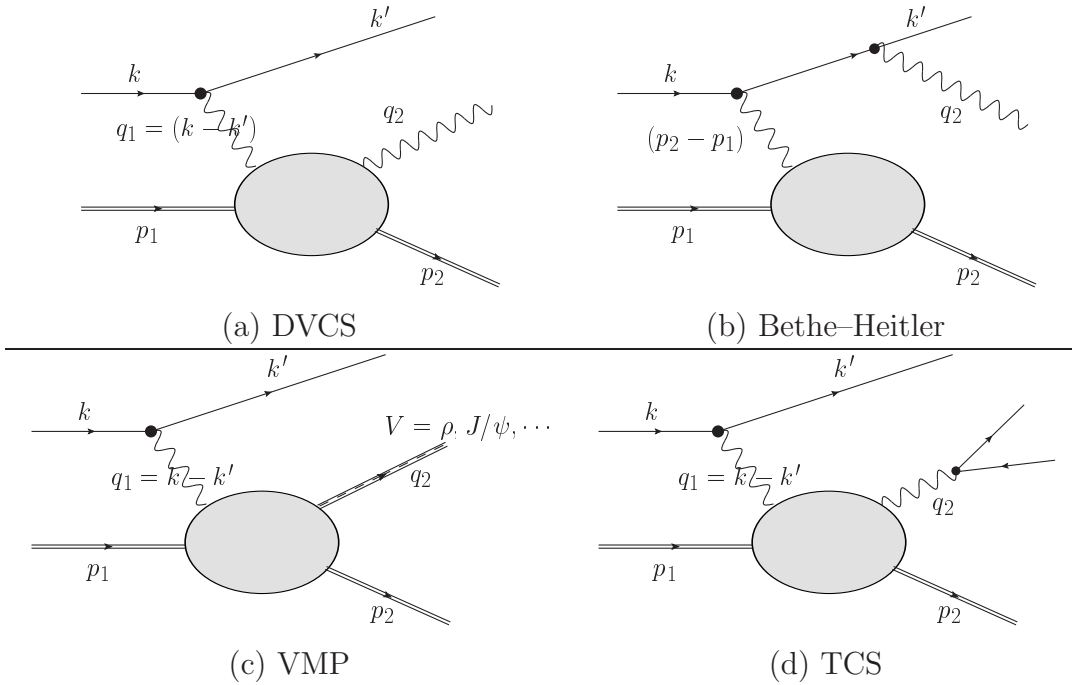 k
k′
q₁ = (k − k′)
q₂
p₁
p₂
(a) DVCS
k
k′
(p₂ − p₁)
q₂
p₁
p₂
(b) Bethe–Heitler
k
k′
V = ρ, J/ψ, ⋯
q₁ = k − k′
q₂
p₁
p₂
(c) VMP
k
k′
q₁ = k − k′
q₂
p₁
p₂
(d) TCS